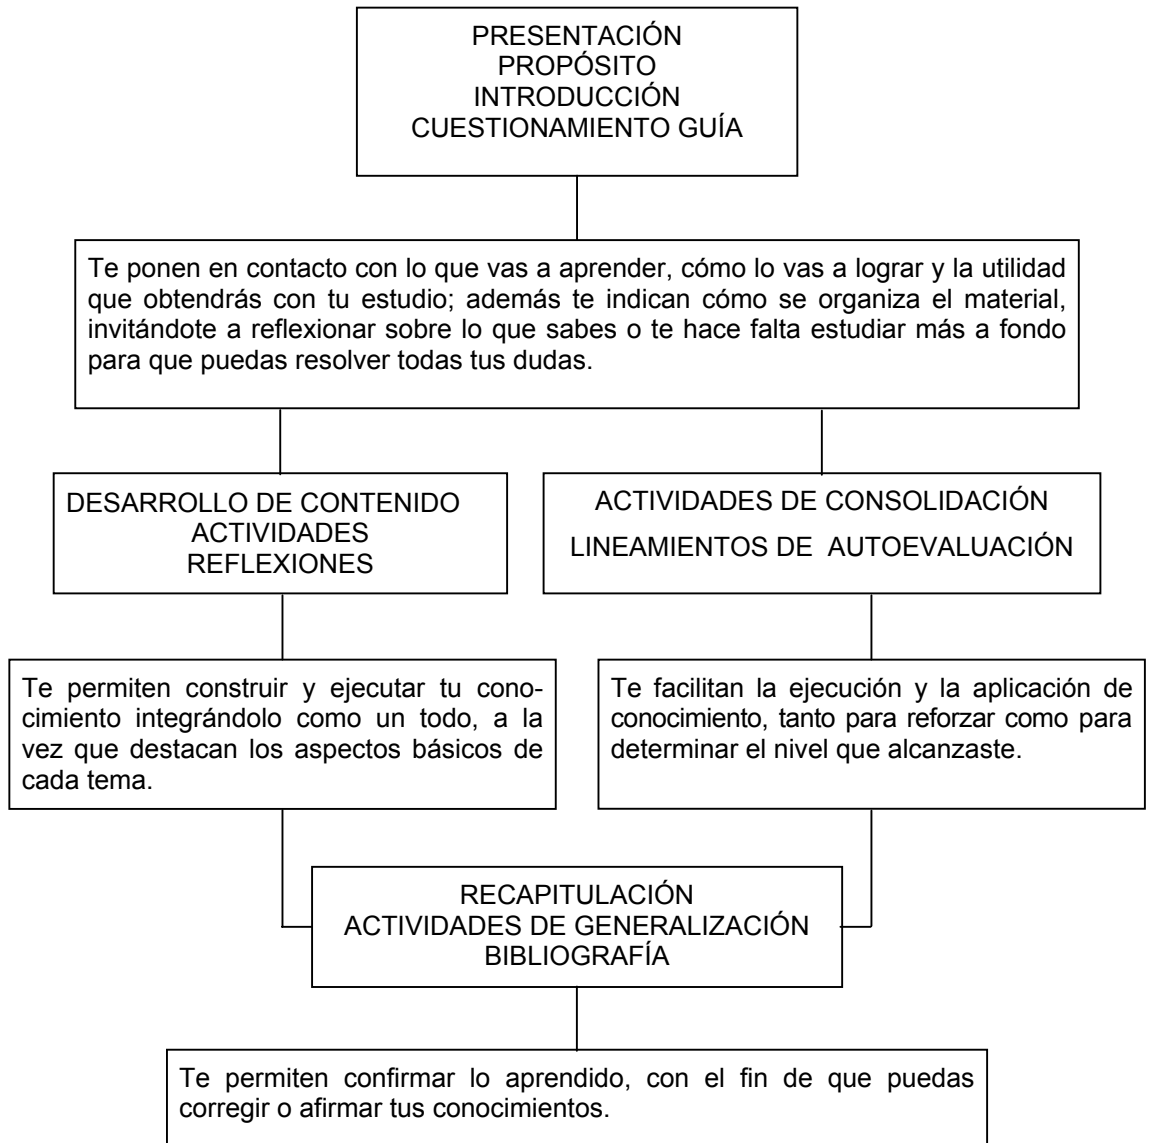 PRESENTACIÓN
PROPÓSITO
INTRODUCCIÓN
CUESTIONAMIENTO GUÍA
Te ponen en contacto con lo que vas a aprender, cómo lo vas a lograr y la utilidad
que obtendrás con tu estudio; además te indican cómo se organiza el material,
invitándote a reflexionar sobre lo que sabes o te hace falta estudiar más a fondo
para que puedas resolver todas tus dudas.
DESARROLLO DE CONTENIDO
ACTIVIDADES
REFLEXIONES
ACTIVIDADES DE CONSOLIDACIÓN
LINEAMIENTOS DE AUTOEVALUACIÓN
Te permiten construir y ejecutar tu cono-
cimiento integrándolo como un todo, a la
vez que destacan los aspectos básicos de
cada tema.
Te facilitan la ejecución y la aplicación de
conocimiento, tanto para reforzar como para
determinar el nivel que alcanzaste.
RECAPITULACIÓN
ACTIVIDADES DE GENERALIZACIÓN
BIBLIOGRAFÍA
Te permiten confirmar lo aprendido, con el fin de que puedas
corregir o afirmar tus conocimientos.